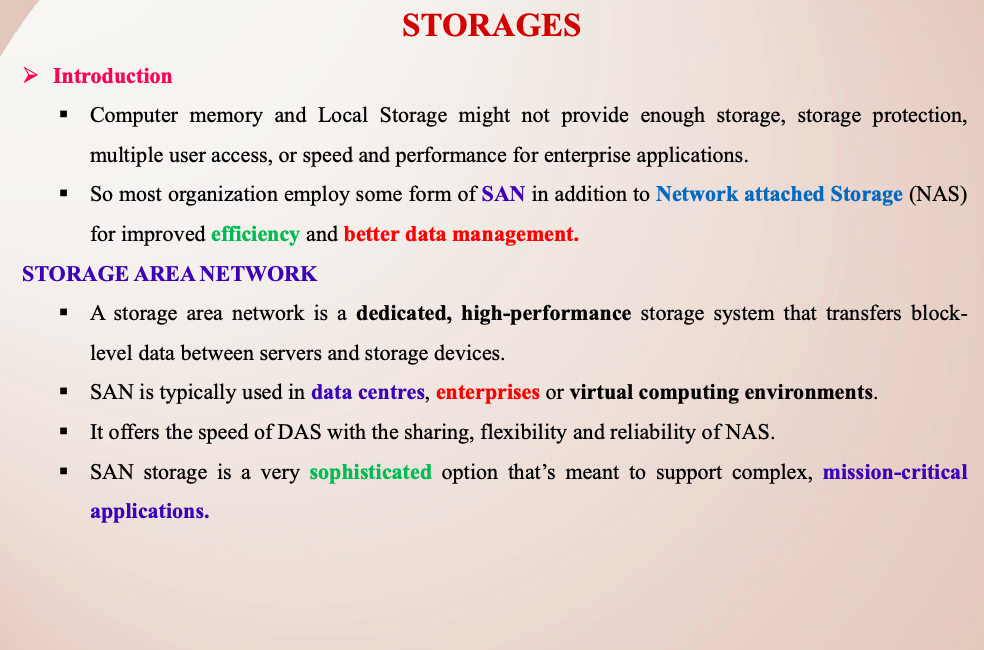 STORAGES
➢ Introduction
▪ Computer memory and Local Storage might not provide enough storage, storage protection,
multiple user access, or speed and performance for enterprise applications.
▪ So most organization employ some form of SAN in addition to Network attached Storage (NAS)
for improved efficiency and better data management.
STORAGE AREA NETWORK
▪ A storage area network is a dedicated, high-performance storage system that transfers block-
level data between servers and storage devices.
▪ SAN is typically used in data centres, enterprises or virtual computing environments.
▪ It offers the speed of DAS with the sharing, flexibility and reliability of NAS.
▪ SAN storage is a very sophisticated option that’s meant to support complex, mission-critical
applications.